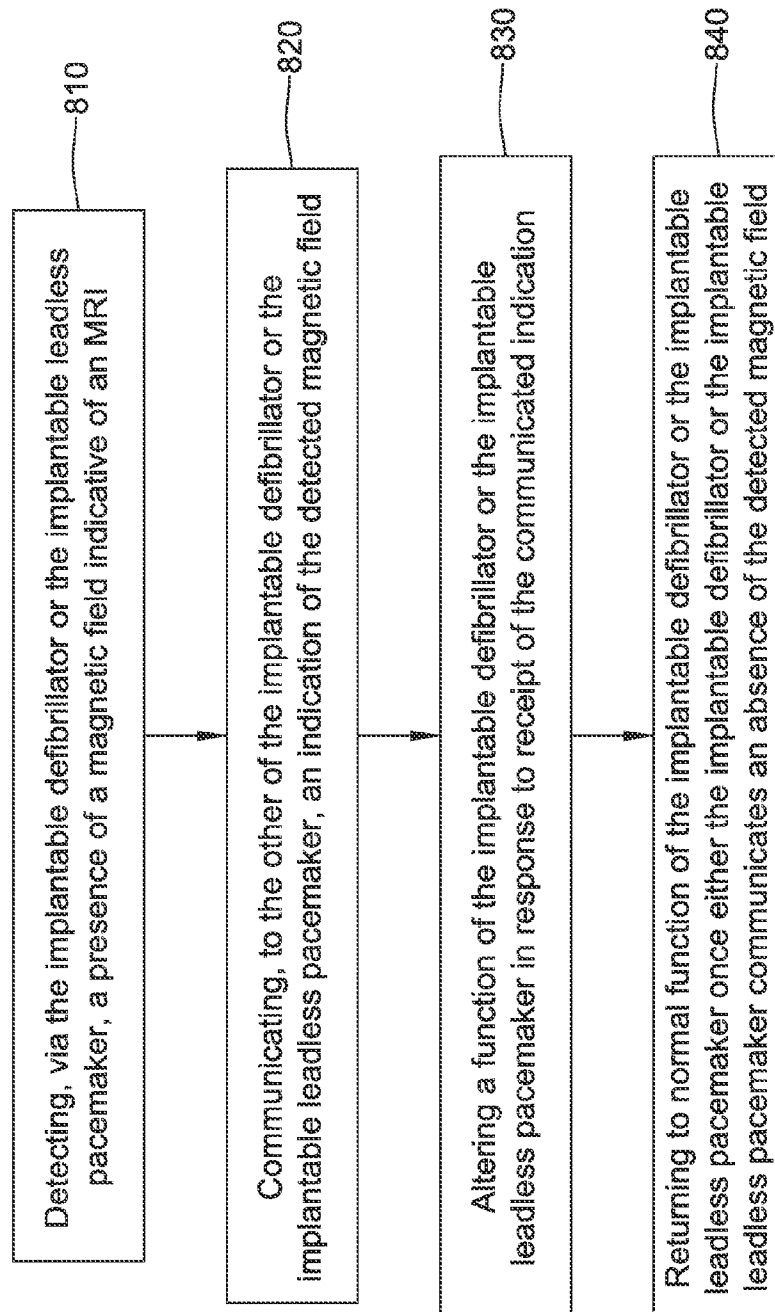 Detecting, via the implantable defibrillator or the implantable leadless
pacemaker, a presence of a magnetic field indicative of an MRI
810
Communicating, to the other of the implantable defibrillator or the
implantable leadless pacemaker, an indication of the detected magnetic field
820
Altering a function of the implantable defibrillator or the implantable
leadless pacemaker in response to receipt of the communicated indication
830
Returning to normal function of the implantable defibrillator or the implantable
leadless pacemaker once either the implantable defibrillator or the implantable
leadless pacemaker communicates an absence of the detected magnetic field
840